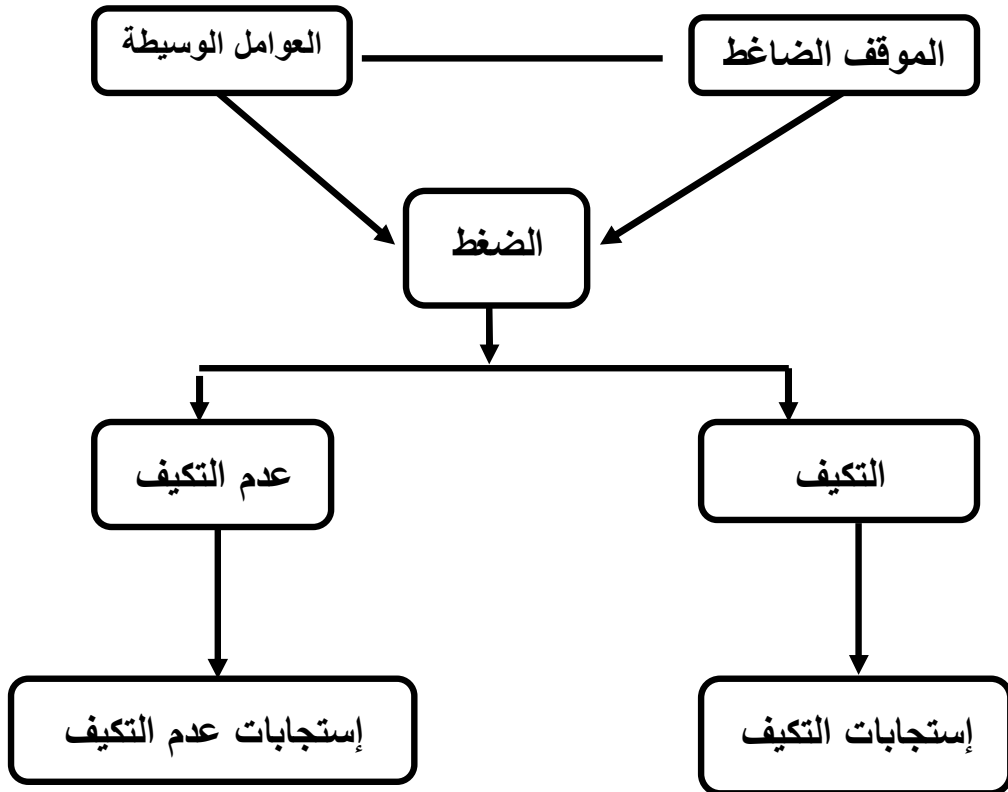 الموقف الضاغط
العوامل الوسيطة
الضغط
التكيف
عدم التكيف
إستجابات التكيف
إستجابات عدم التكيف